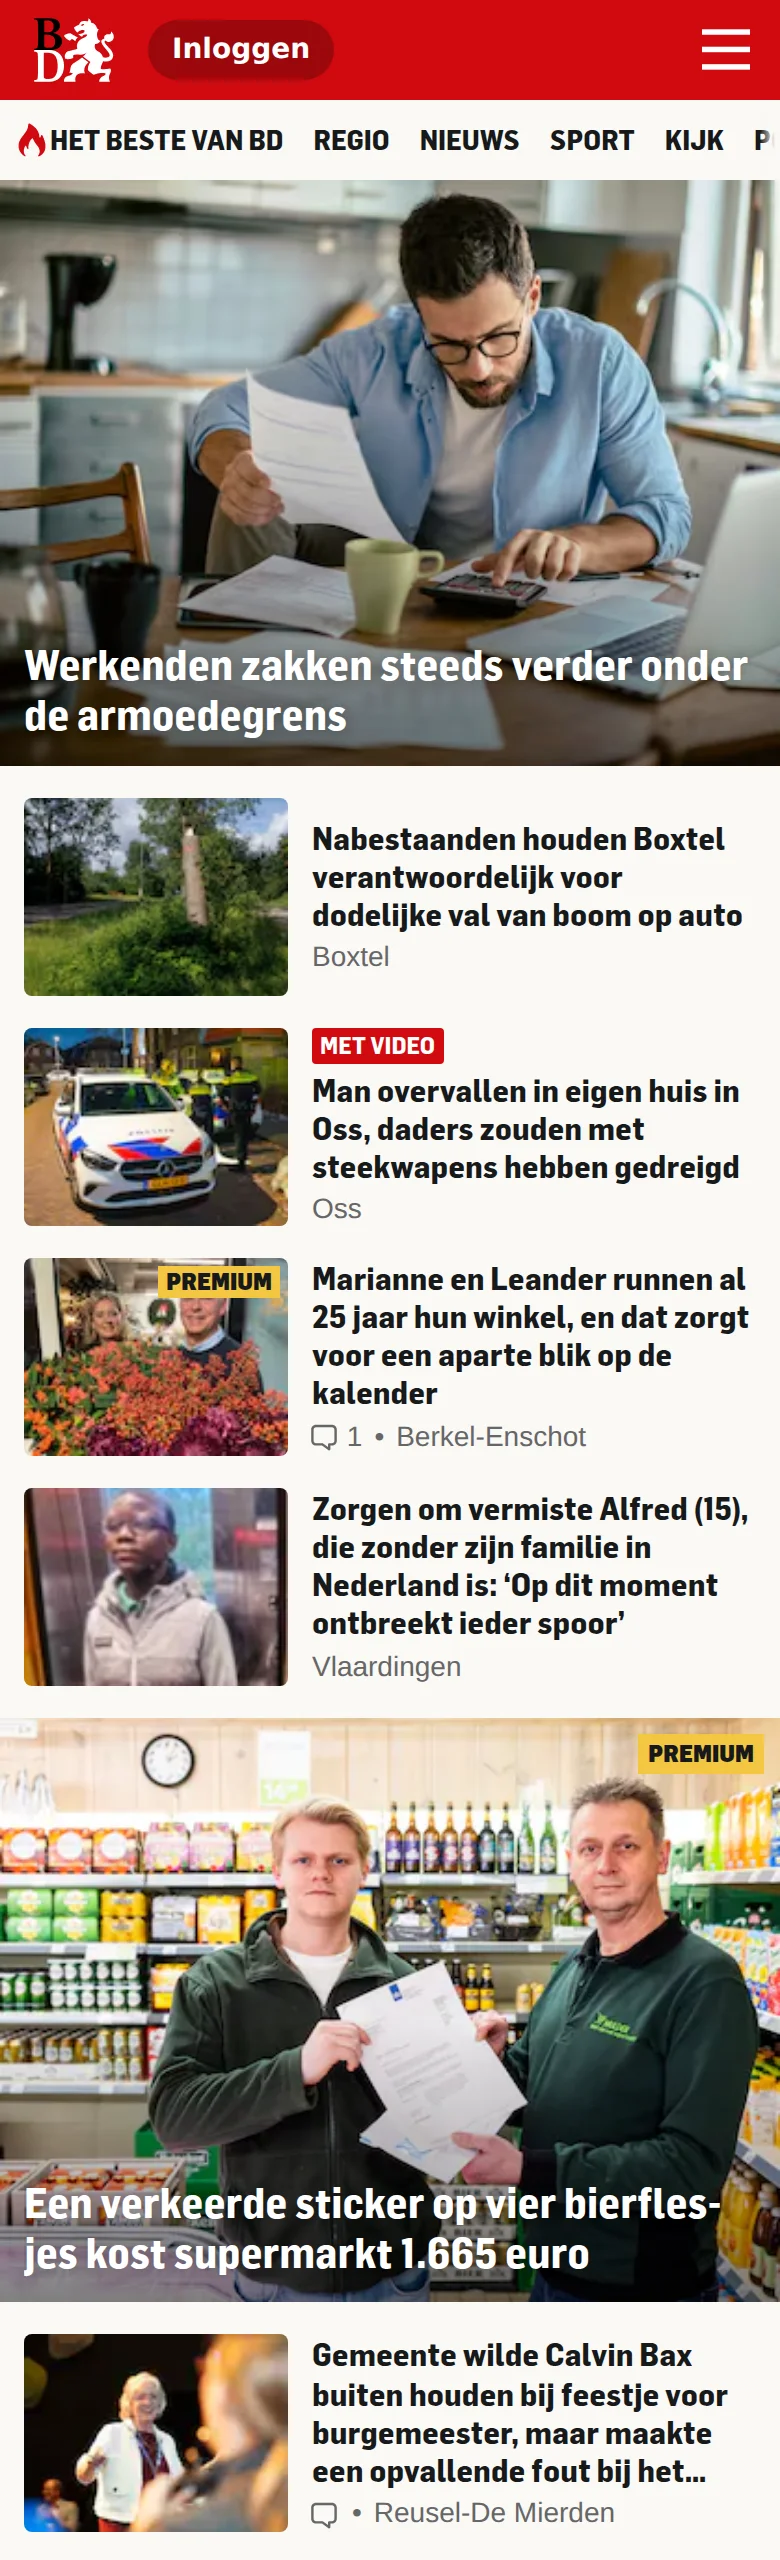 BD
Inloggen
HET BESTE VAN BD REGIO NIEUWS SPORT KIJK
Werkenden zakken steeds verder onder
de armoedegrens
Nabestaanden houden Boxtel
verantwoordelijk voor
dodelijke val van boom op auto
Boxtel
MET VIDEO
Man overvallen in eigen huis in
Oss, daders zouden met
steekwapens hebben gedreigd
Oss
PREMIUM
Marianne en Leander runnen al
25 jaar hun winkel, en dat zorgt
voor een aparte blik op de
kalender
1 • Berkel-Enschot
Zorgen om vermiste Alfred (15),
die zonder zijn familie in
Nederland is: ‘Op dit moment
ontbreekt ieder spoor’
Vlaardingen
PREMIUM
Een verkeerde sticker op vier bierfles-
jes kost supermarkt 1.665 euro
Gemeente wilde Calvin Bax
buiten houden bij feestje voor
burgemeester, maar maakte
een opvallende fout bij het...
• Reusel-De Mierden